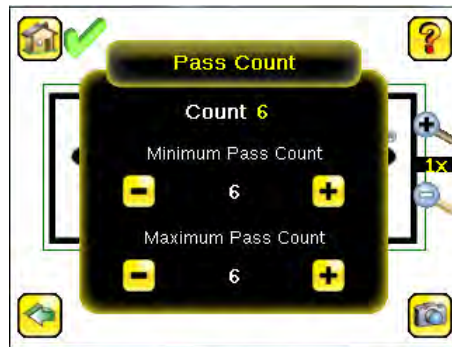 ?
Pass Count
Count 6
Minimum Pass Count
- 6 +
1x
Maximum Pass Count
- 6 +